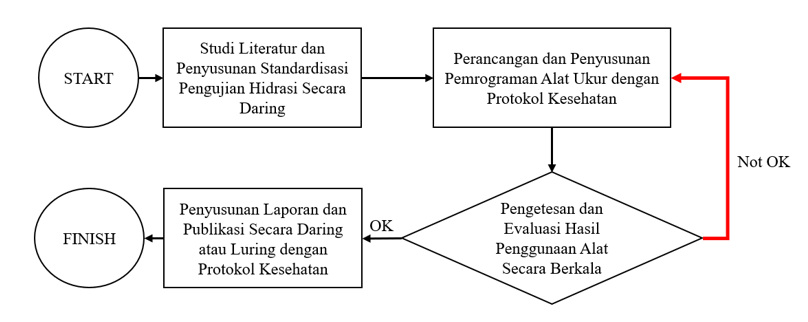 START
Studi Literatur dan
Penyusunan Standardisasi
Pengujian Hidrasi Secara
Daring
Perancangan dan Penyusunan
Pemrograman Alat Ukur dengan
Protokol Kesehatan
Not OK
Pengetesan dan
Evaluasi Hasil
Penggunaan Alat
Secara Berkala
OK
Penyusunan Laporan dan
Publikasi Secara Daring
atau Luring dengan
Protokol Kesehatan
FINISH